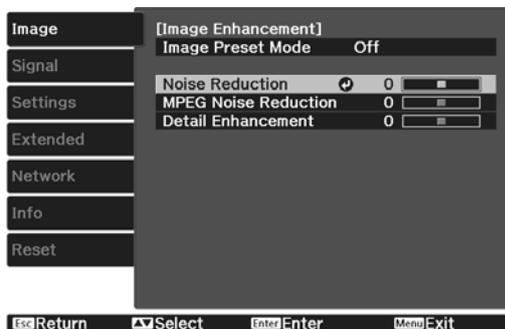 Image
Signal
Settings
Extended
Network
Info
Reset
[Image Enhancement]
Image Preset Mode Off
Noise Reduction 0
MPEG Noise Reduction 0
Detail Enhancement 0
Esc Return Select Enter Enter Menu Exit